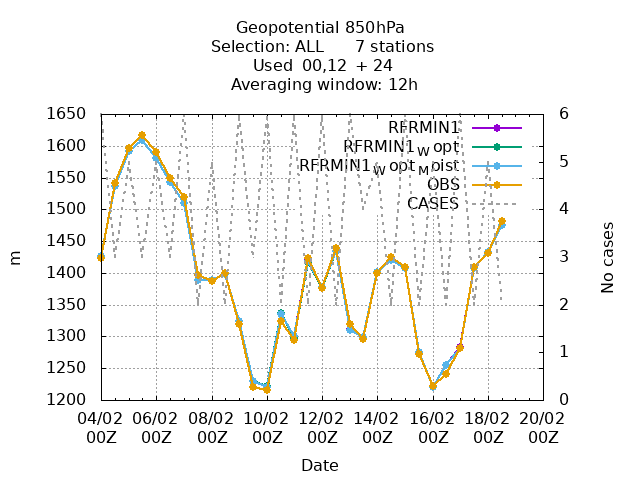 Geopotential 850hPa
Selection: ALL 7 stations
Used 00,12 + 24
Averaging window: 12h
1650
1600
1550
1500
1450
1400
1350
1300
1250
1200
m
6
5
4
3
2
1
0
No cases
RFRMIN1
RFRMIN1W opt
RFRMIN1W optMoist
OBS
CASES
04/02 06/02 08/02 10/02 12/02 14/02 16/02 18/02 20/02
00Z 00Z 00Z 00Z 00Z 00Z 00Z 00Z 00Z
Date